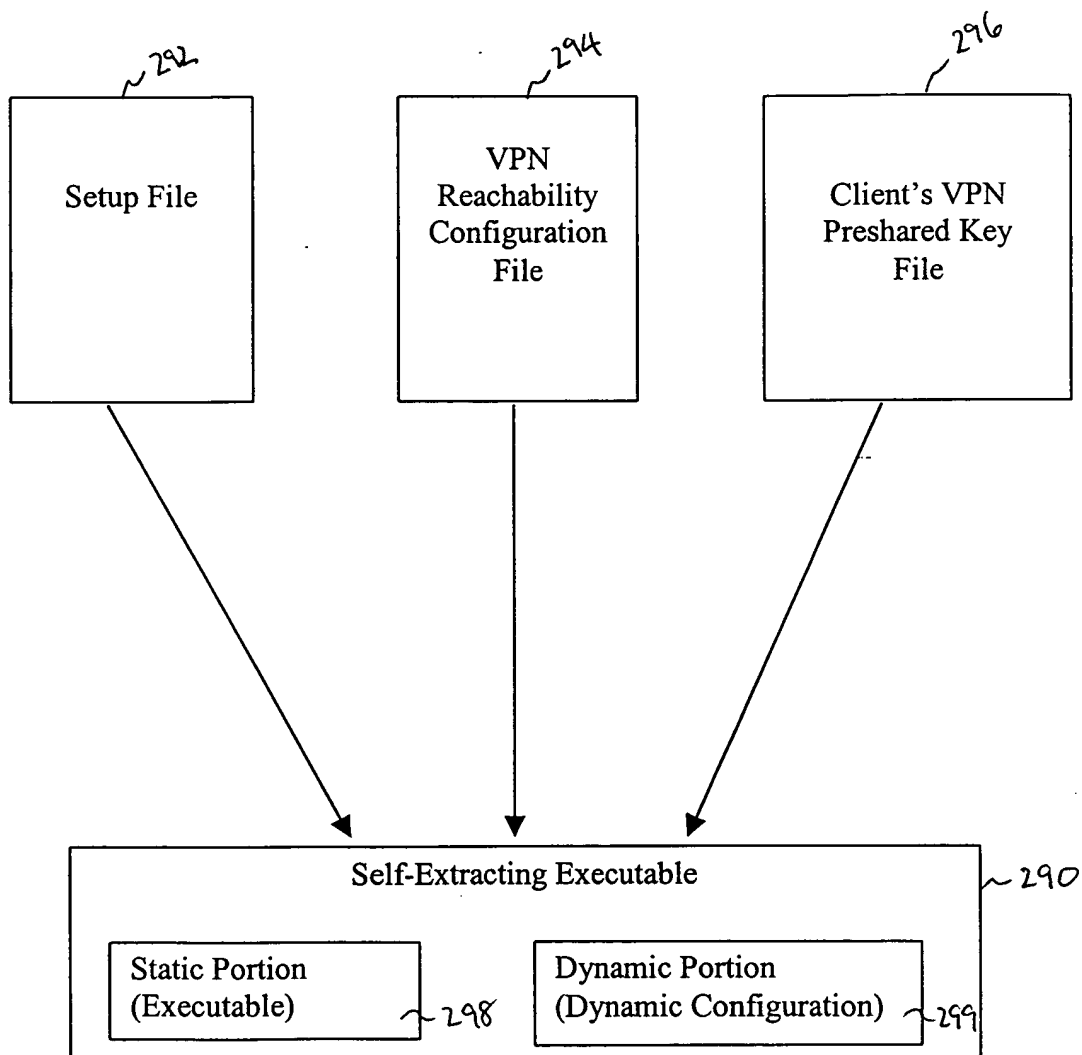 292
294
296
Setup File
VPN
Reachability
Configuration
File
Client's VPN
Preshared Key
File
Self-Extracting Executable
290
Static Portion
(Executable)
298
Dynamic Portion
(Dynamic Configuration)
299